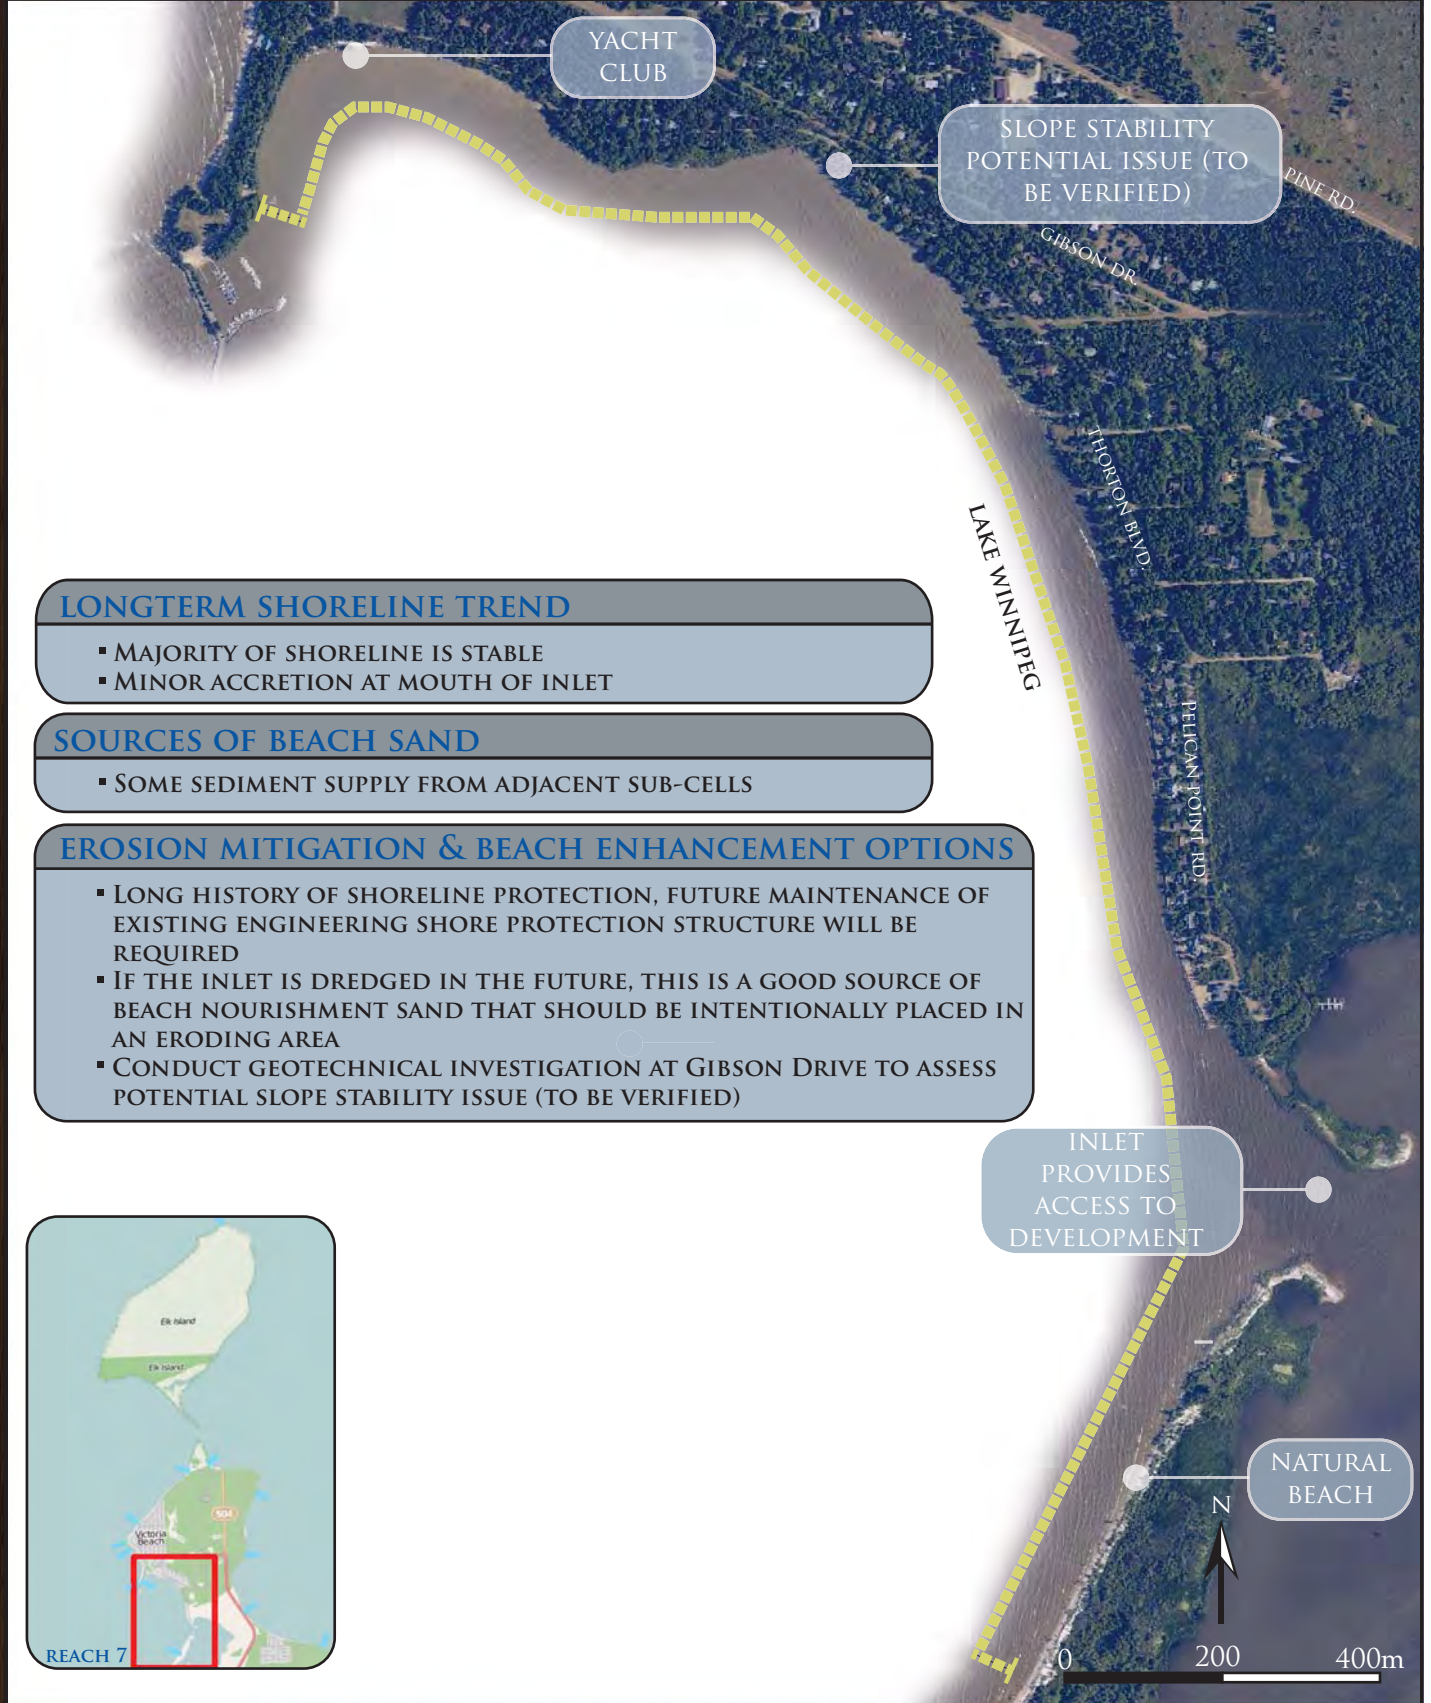 YACHT
CLUB
SLOPE STABILITY
POTENTIAL ISSUE (TO
BE VERIFIED)
PINE RD.
GIBSON DR.
THORTON BLVD.
LAKE WINNIPEG
PELICAN POINT RD.
LONGTERM SHORELINE TREND
▪ MAJORITY OF SHORELINE IS STABLE
▪ MINOR ACCRETION AT MOUTH OF INLET
SOURCES OF BEACH SAND
▪ SOME SEDIMENT SUPPLY FROM ADJACENT SUB-CELLS
EROSION MITIGATION & BEACH ENHANCEMENT OPTIONS
▪ LONG HISTORY OF SHORELINE PROTECTION, FUTURE MAINTENANCE OF
EXISTING ENGINEERING SHORE PROTECTION STRUCTURE WILL BE
REQUIRED
▪ IF THE INLET IS DREDGED IN THE FUTURE, THIS IS A GOOD SOURCE OF
BEACH NOURISHMENT SAND THAT SHOULD BE INTENTIONALLY PLACED IN
AN ERODING AREA
▪ CONDUCT GEOTECHNICAL INVESTIGATION AT GIBSON DRIVE TO ASSESS
POTENTIAL SLOPE STABILITY ISSUE (TO BE VERIFIED)
INLET
PROVIDES
ACCESS TO
DEVELOPMENT
Elk Island
Elk Island
504
Victoria
Beach
REACH 7
NATURAL
BEACH
N
0 200 400m